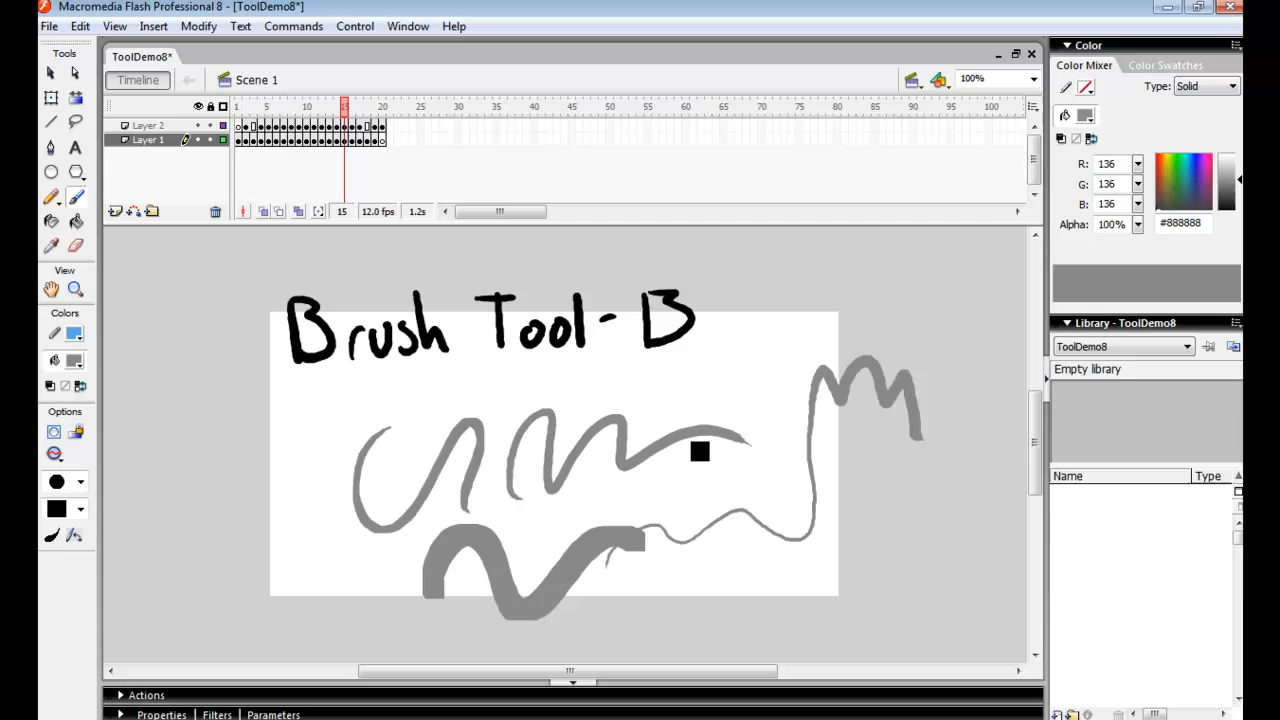 Macromedia Flash Professional 8 - [ToolDemo8*]
File Edit View Insert Modify Text Commands Control Window Help
Tools
ToolDemo8*
Timeline
Scene 1
100%
1 5 10 15 20 25 30 35 40 45 50 55 60 65 70 75 80 85 90 95 100
Layer 2
Layer 1
15 12.0 fps 1.2s
View
Colors
Options
Brush Tool - B
Color
Color Mixer Color Swatches
Type: Solid
R: 136
G: 136
B: 136
Alpha: 100% #888888
Library - ToolDemo8
ToolDemo8
Empty library
Name Type
Actions
Properties Filters Parameters